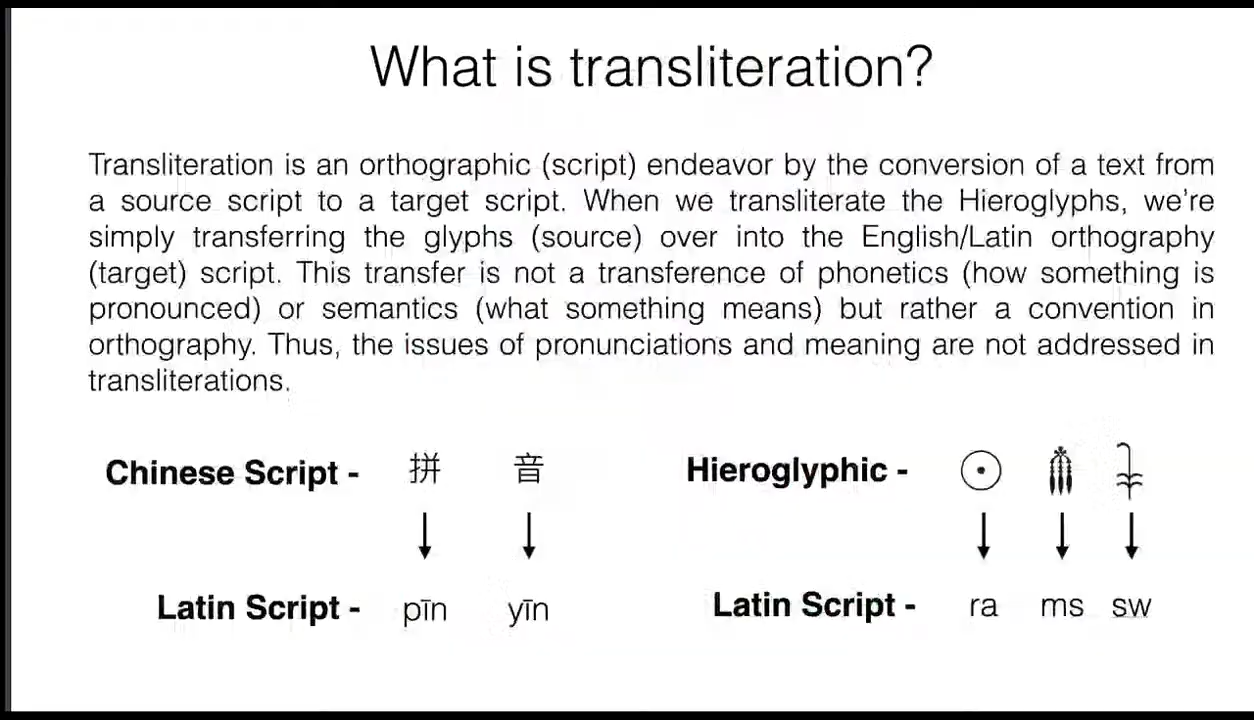 What is transliteration?
Transliteration is an orthographic (script) endeavor by the conversion of a text from
a source script to a target script. When we transliterate the Hieroglyphs, we're
simply transferring the glyphs (source) over into the English/Latin orthography
(target) script. This transfer is not a transference of phonetics (how something is
pronounced) or semantics (what something means) but rather a convention in
orthography. Thus, the issues of pronunciations and meaning are not addressed in
transliterations.
Chinese Script - 拼 音
Latin Script - pīn yīn
Hieroglyphic - 𓇳 𓄟 𓇓
Latin Script - ra ms sw